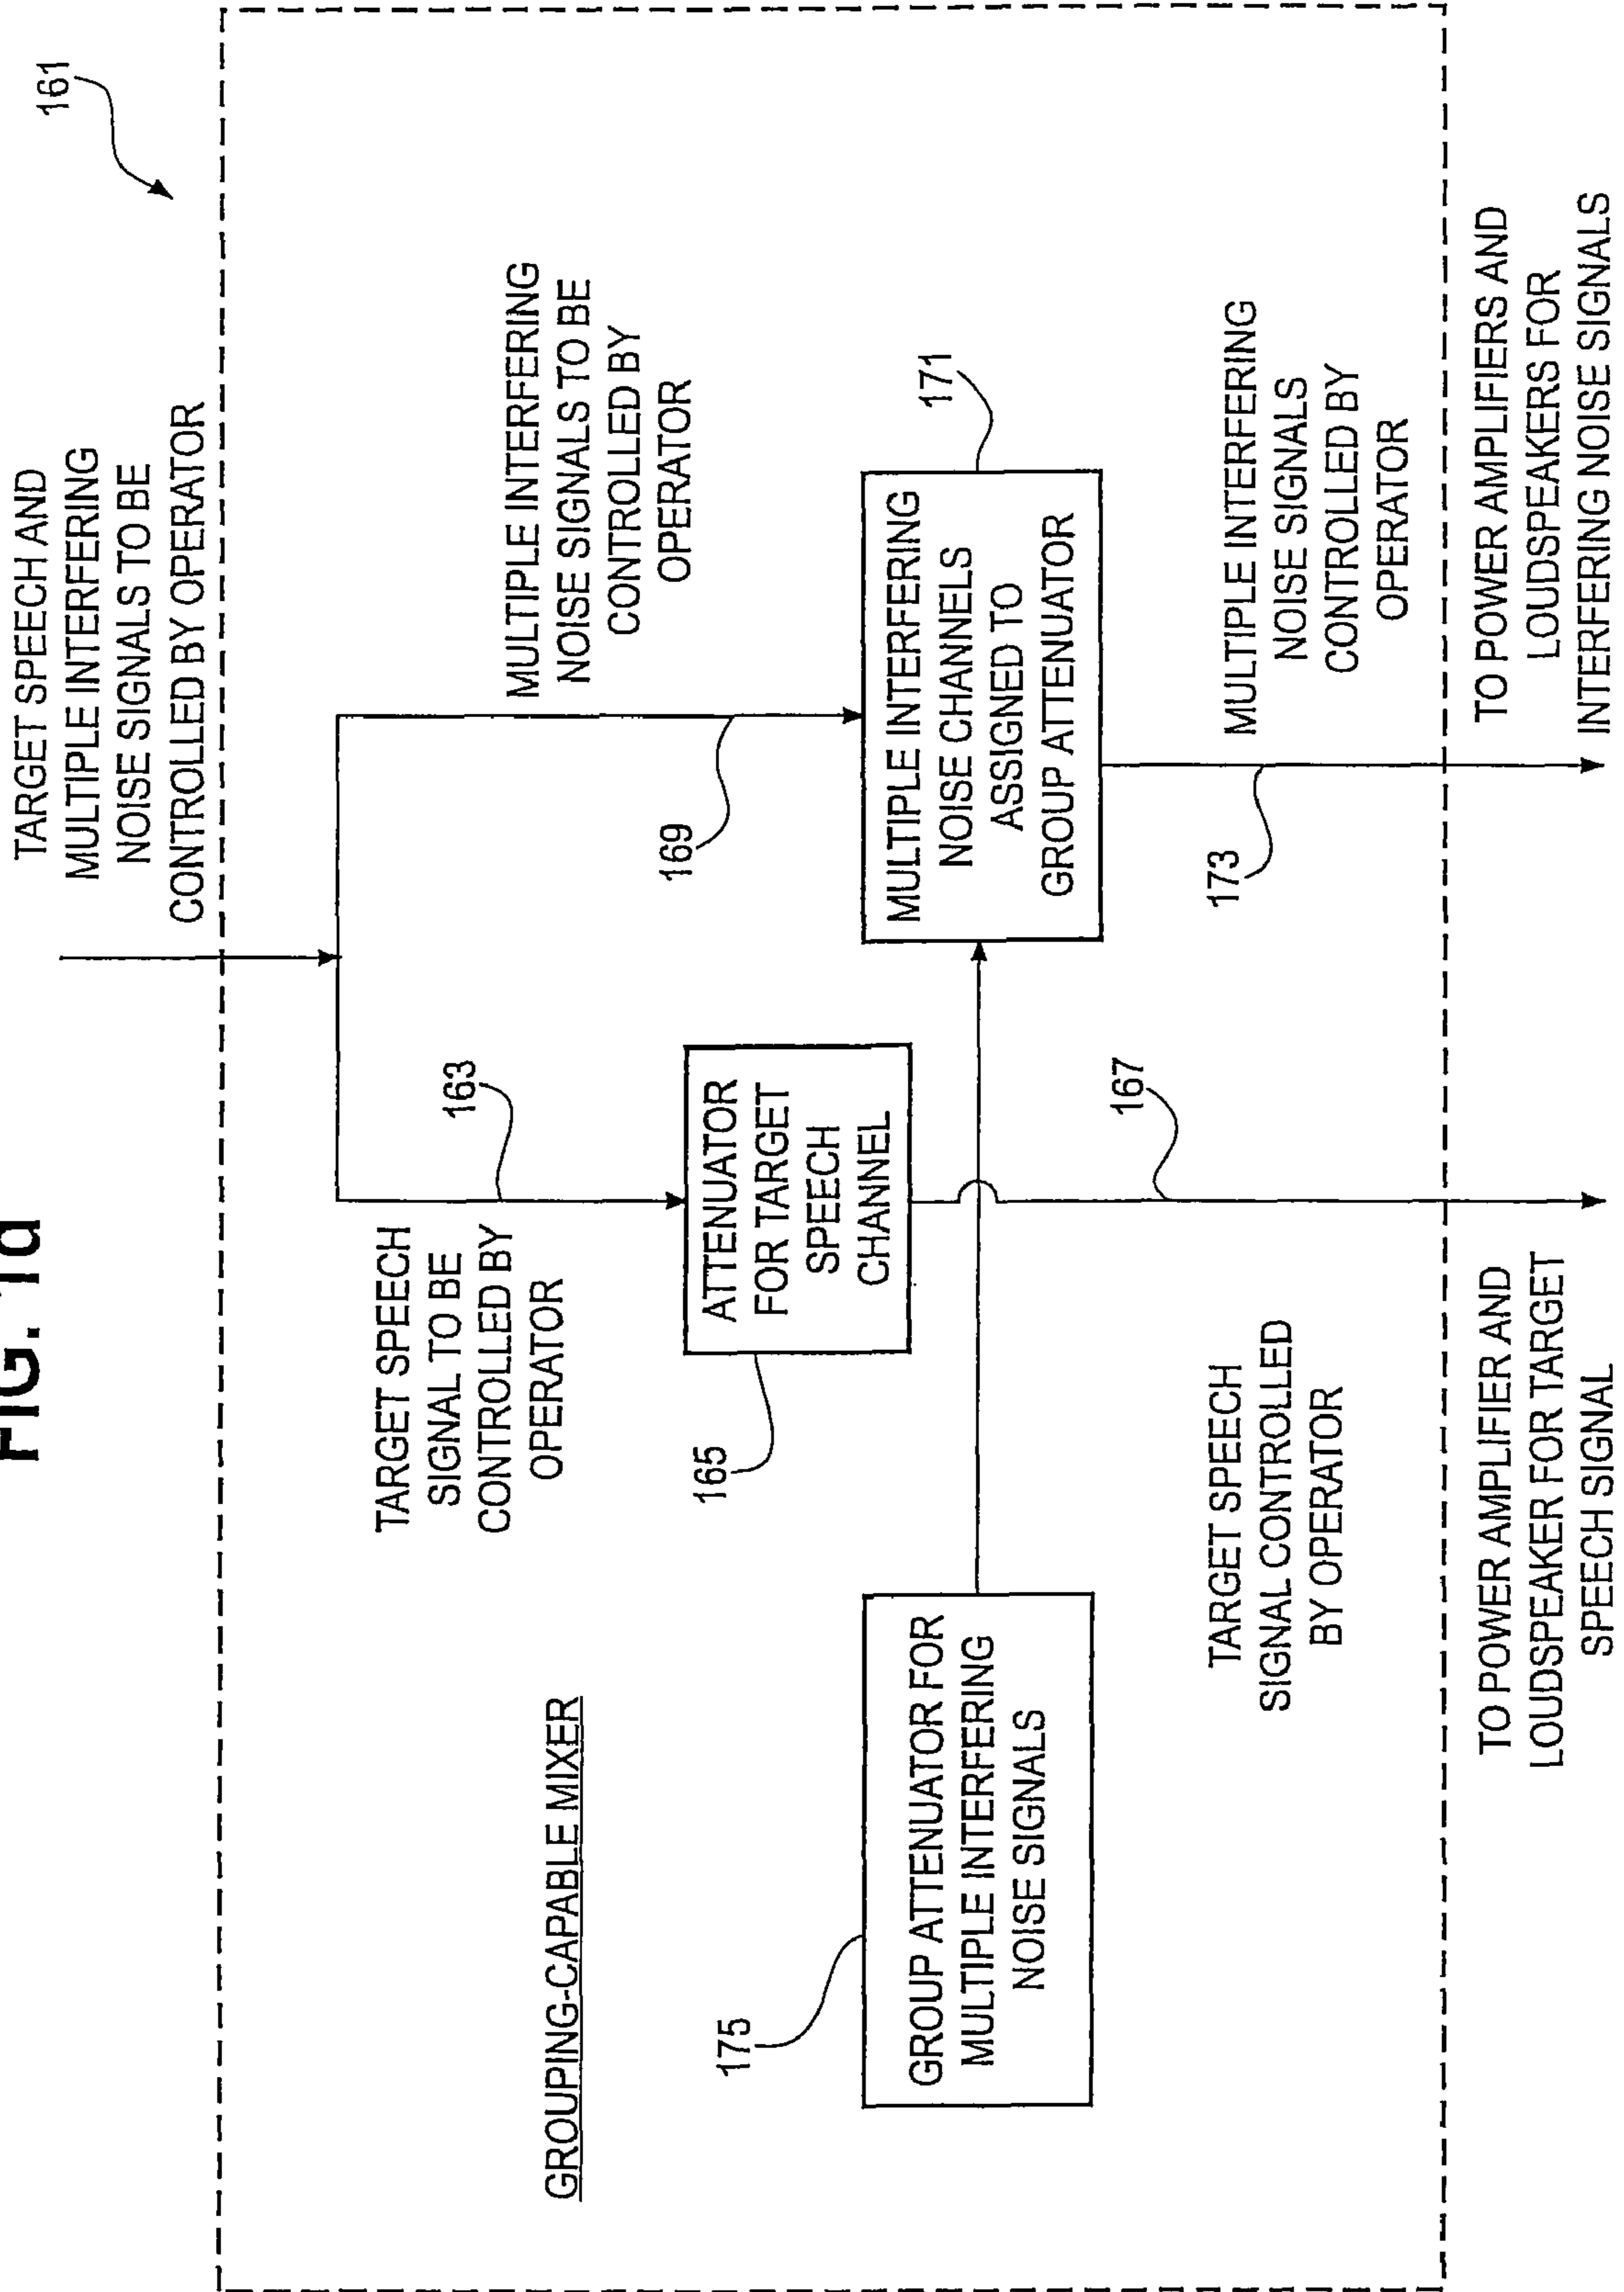 FIG. 1d
161
TARGET SPEECH AND
MULTIPLE INTERFERING
NOISE SIGNALS TO BE
CONTROLLED BY OPERATOR
TARGET SPEECH
SIGNAL TO BE
CONTROLLED BY
OPERATOR
163
MULTIPLE INTERFERING
NOISE SIGNALS TO BE
CONTROLLED BY
OPERATOR
GROUPING-CAPABLE MIXER
165
ATTENUATOR
FOR TARGET
SPEECH
CHANNEL
169
175
GROUP ATTENUATOR FOR
MULTIPLE INTERFERING
NOISE SIGNALS
MULTIPLE INTERFERING
NOISE CHANNELS
ASSIGNED TO
GROUP ATTENUATOR
171
TARGET SPEECH
SIGNAL CONTROLLED
BY OPERATOR
167
173
MULTIPLE INTERFERING
NOISE SIGNALS
CONTROLLED BY
OPERATOR
TO POWER AMPLIFIER AND
LOUDSPEAKER FOR TARGET
SPEECH SIGNAL
TO POWER AMPLIFIERS AND
LOUDSPEAKERS FOR
INTERFERING NOISE SIGNALS